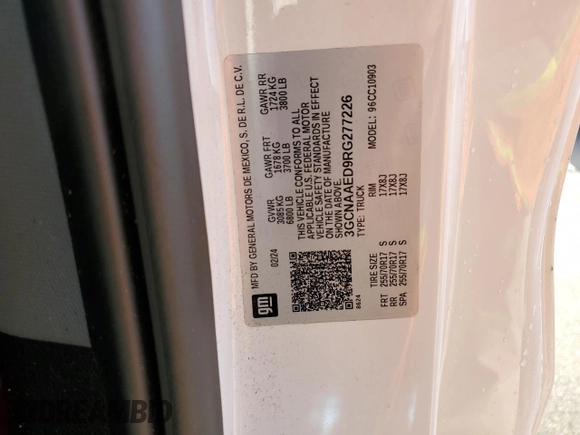 MFD BY GENERAL MOTORS DE MEXICO, S. DE R.L. DE C.V.
02/24
GVWR GAWR FRT GAWR RR
3085 KG 1678 KG 1724 KG
6800 LB 3700 LB 3800 LB
THIS VEHICLE CONFORMS TO ALL
APPLICABLE U.S. FEDERAL MOTOR
VEHICLE SAFETY STANDARDS IN EFFECT
ON THE DATE OF MANUFACTURE
SHOWN ABOVE.
3GCNAAED9RG277226
TYPE: TRUCK MODEL: 96CC10903
TIRE SIZE RIM
FRT 255/70R17 S 17X8J
RR 255/70R17 S 17X8J
SPA 255/70R17 S 17X8J
gm
8624
DREAMBID